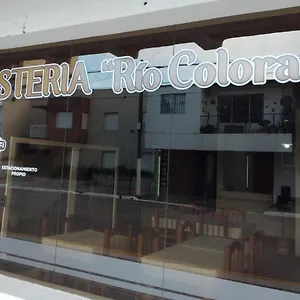 STERIA "Río Colora
ESTACIONAMIENTO
PROPIO